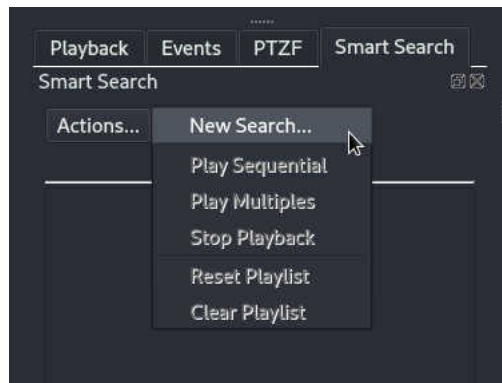 Playback Events PTZF Smart Search
Smart Search
Actions... New Search...
Play Sequential
Play Multiples
Stop Playback
Reset Playlist
Clear Playlist